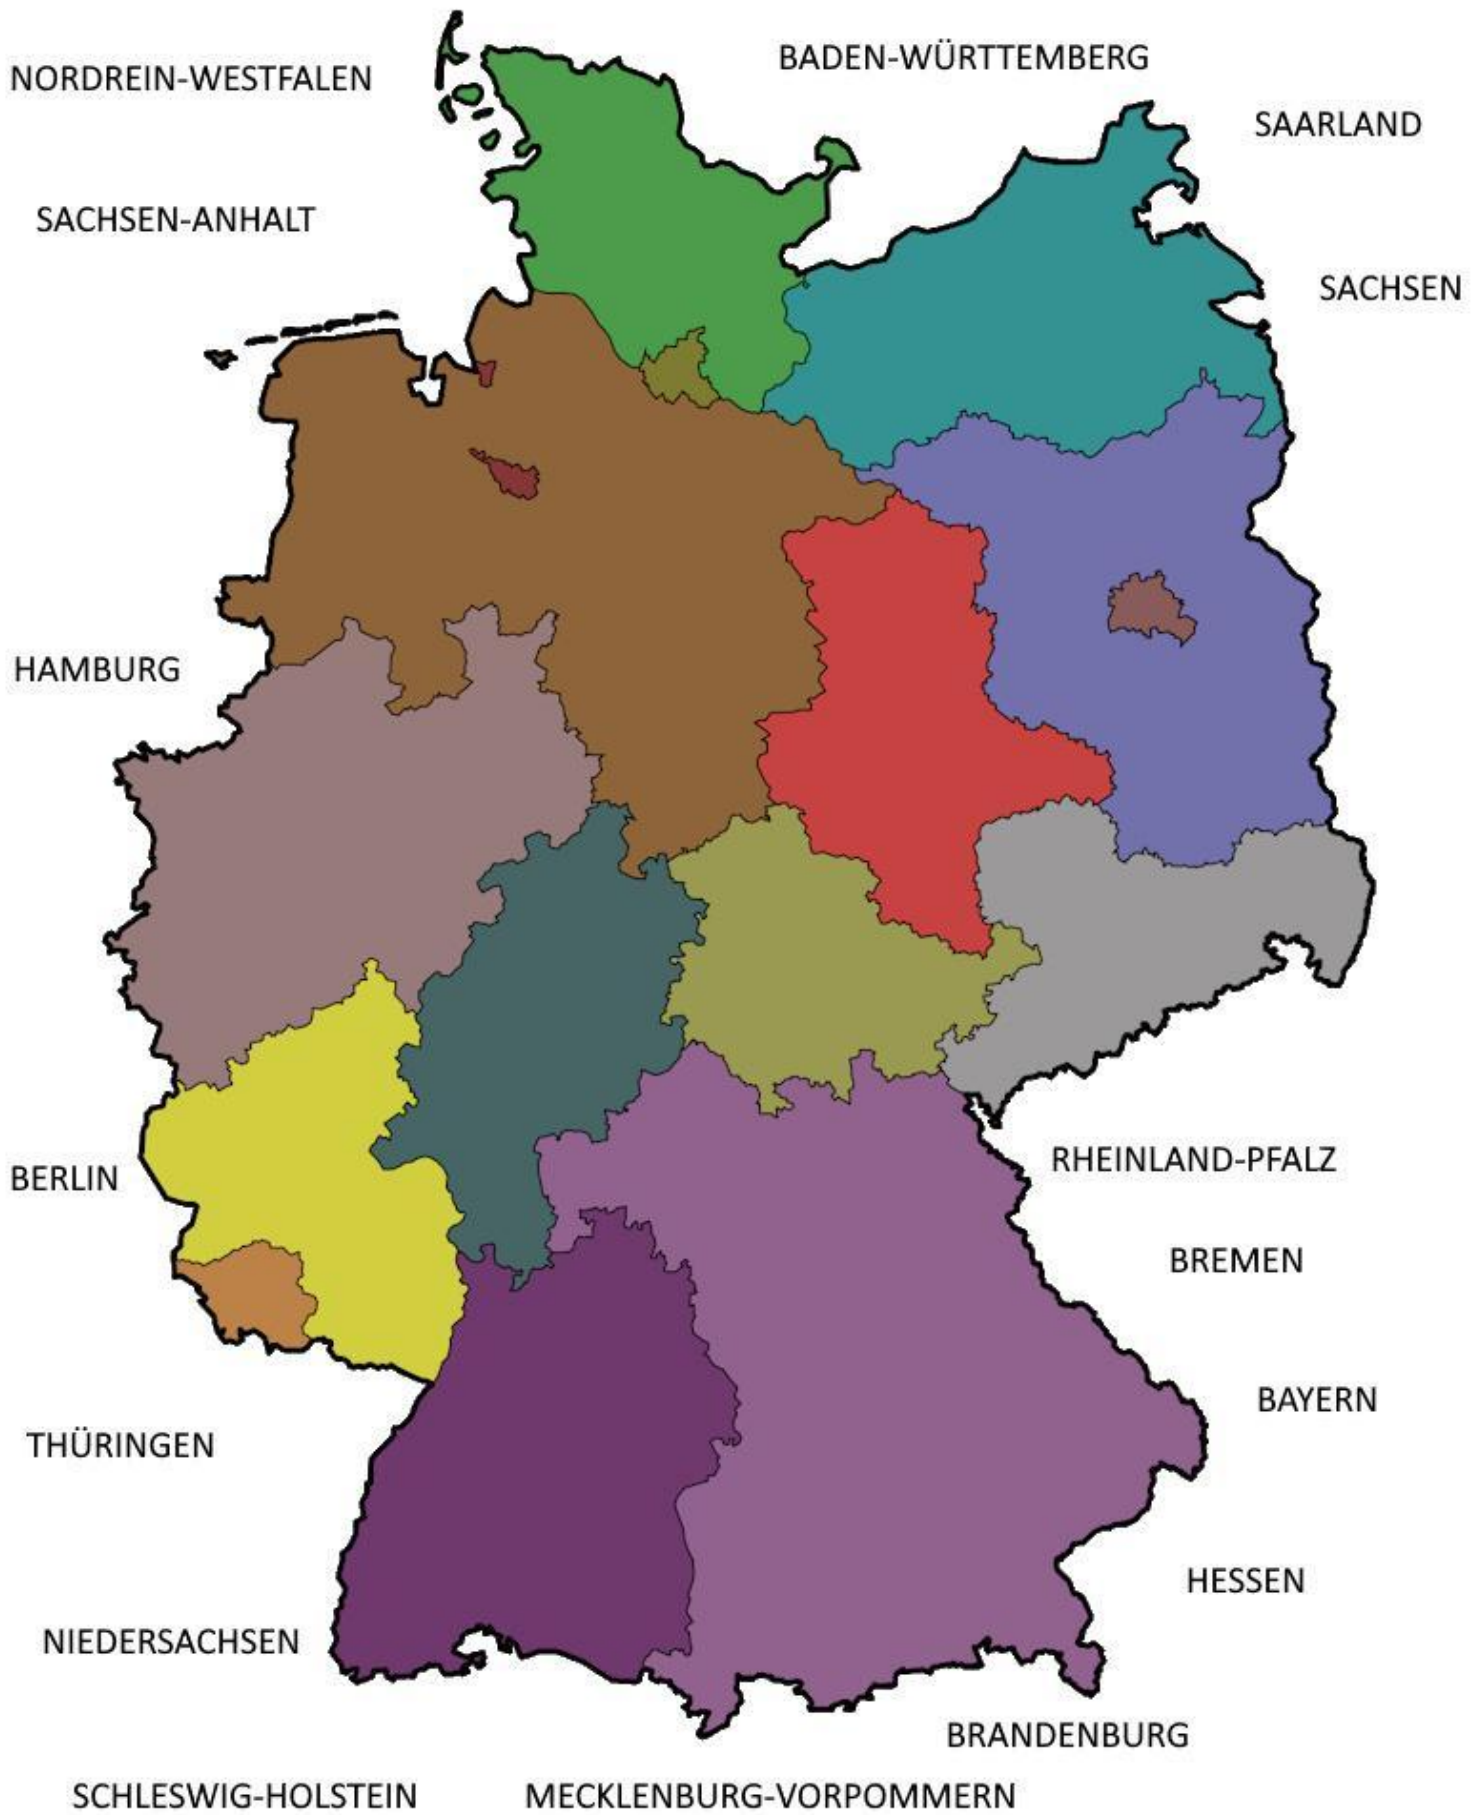 BADEN-WÜRTTEMBERG
NORDREIN-WESTFALEN
SAARLAND
SACHSEN-ANHALT
SACHSEN
HAMBURG
RHEINLAND-PFALZ
BERLIN
BREMEN
BAYERN
THÜRINGEN
HESSEN
NIEDERSACHSEN
BRANDENBURG
SCHLESWIG-HOLSTEIN
MECKLENBURG-VORPOMMERN